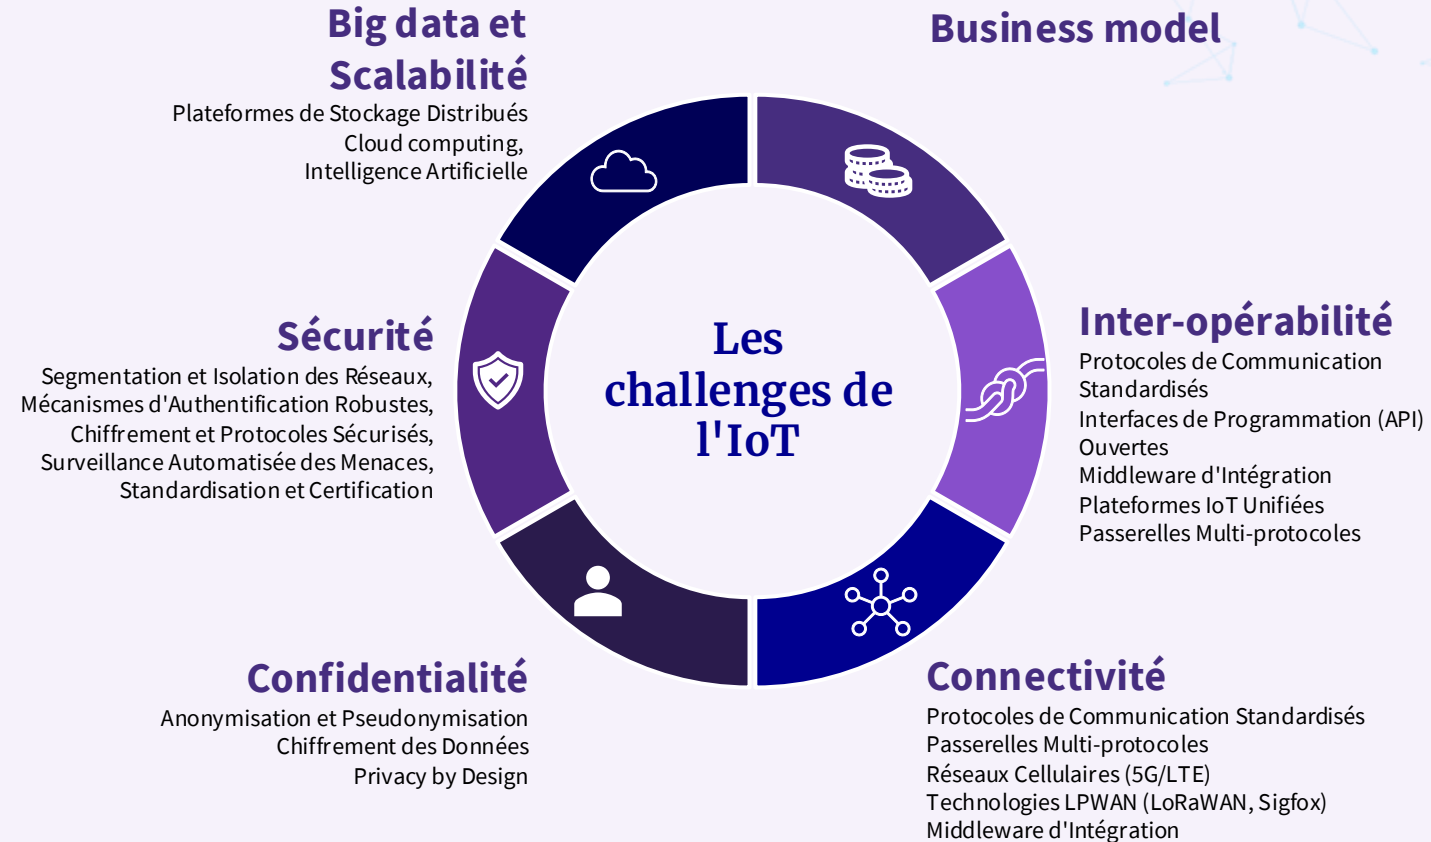 Big data et
Scalabilité
Plateformes de Stockage Distribués
Cloud computing,
Intelligence Artificielle
Business model
Sécurité
Segmentation et Isolation des Réseaux,
Mécanismes d'Authentification Robustes,
Chiffrement et Protocoles Sécurisés,
Surveillance Automatisée des Menaces,
Standardisation et Certification
Les
challenges de
l'IoT
Inter-opérabilité
Protocoles de Communication
Standardisés
Interfaces de Programmation (API)
Ouvertes
Middleware d'Intégration
Plateformes IoT Unifiées
Passerelles Multi-protocoles
Confidentialité
Anonymisation et Pseudonymisation
Chiffrement des Données
Privacy by Design
Connectivité
Protocoles de Communication Standardisés
Passerelles Multi-protocoles
Réseaux Cellulaires (5G/LTE)
Technologies LPWAN (LoRaWAN, Sigfox)
Middleware d'Intégration